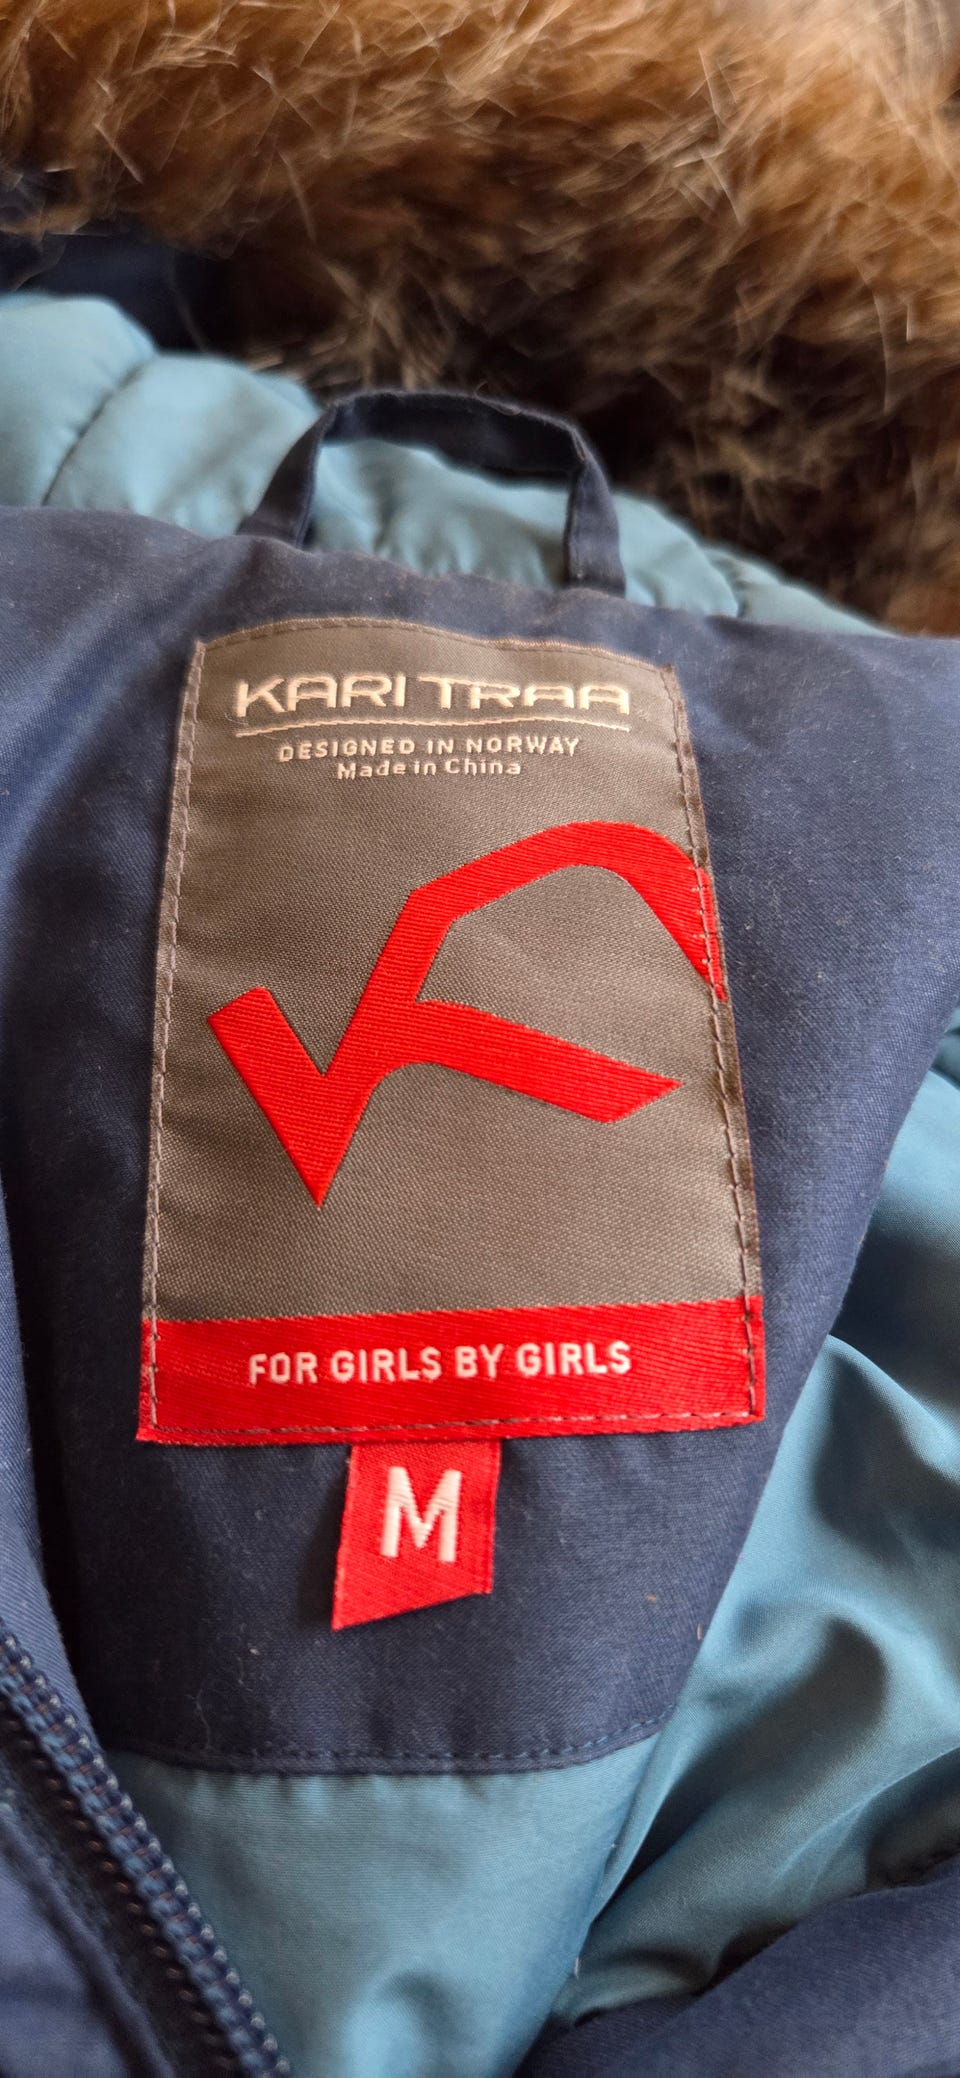 KARI TRAA
DESIGNED IN NORWAY
Made in China
FOR GIRLS BY GIRLS
M